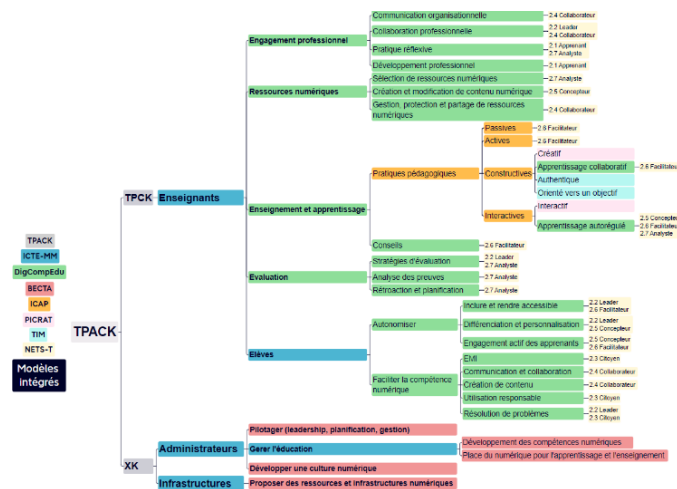 TPACK
ICTE-MM
DigCompEdu
BECTA
ICAP
PICRAT
TIM
NETS-T
Modèles
intégrés
TPACK
TPCK
Enseignants
Engagement professionnel
Communication organisationnelle
2.4 Collaborateur
Collaboration professionnelle
2.2 Leader
2.4 Collaborateur
Pratique réflexive
2.1 Apprenant
2.7 Analyste
Développement professionnel
2.1 Apprenant
Ressources numériques
Sélection de ressources numériques
2.7 Analyste
Création et modification de contenu numérique
2.5 Concepteur
Gestion, protection et partage de ressources
numériques
2.4 Collaborateur
Enseignement et apprentissage
Pratiques pédagogiques
Passives
2.6 Facilitateur
Actives
2.6 Facilitateur
Constructives
Créatif
Apprentissage collaboratif
2.6 Facilitateur
Authentique
Orienté vers un objectif
Interactives
Interactif
Apprentissage autorégulé
2.5 Concepteur
2.6 Facilitateur
2.7 Analyste
Conseils
2.6 Facilitateur
Evaluation
Stratégies d'évaluation
2.2 Leader
2.7 Analyste
Analyse des preuves
2.7 Analyste
Rétroaction et planification
2.7 Analyste
Elèves
Autonomiser
Inclure et rendre accessible
2.2 Leader
2.6 Facilitateur
Différenciation et personnalisation
2.2 Leader
2.5 Concepteur
Engagement actif des apprenants
2.5 Concepteur
2.6 Facilitateur
Faciliter la compétence
numérique
EMI
2.3 Citoyen
Communication et collaboration
2.4 Collaborateur
Création de contenu
2.4 Collaborateur
Utilisation responsable
2.3 Citoyen
Résolution de problèmes
2.2 Leader
2.3 Citoyen
XK
Administrateurs
Pilotager (leadership, planification, gestion)
Gerer l'éducation
Développement des compétences numériques
Place du numérique pour l'apprentissage et l'enseignement
Développer une culture numérique
Infrastructures
Proposer des ressources et infrastructures numériques